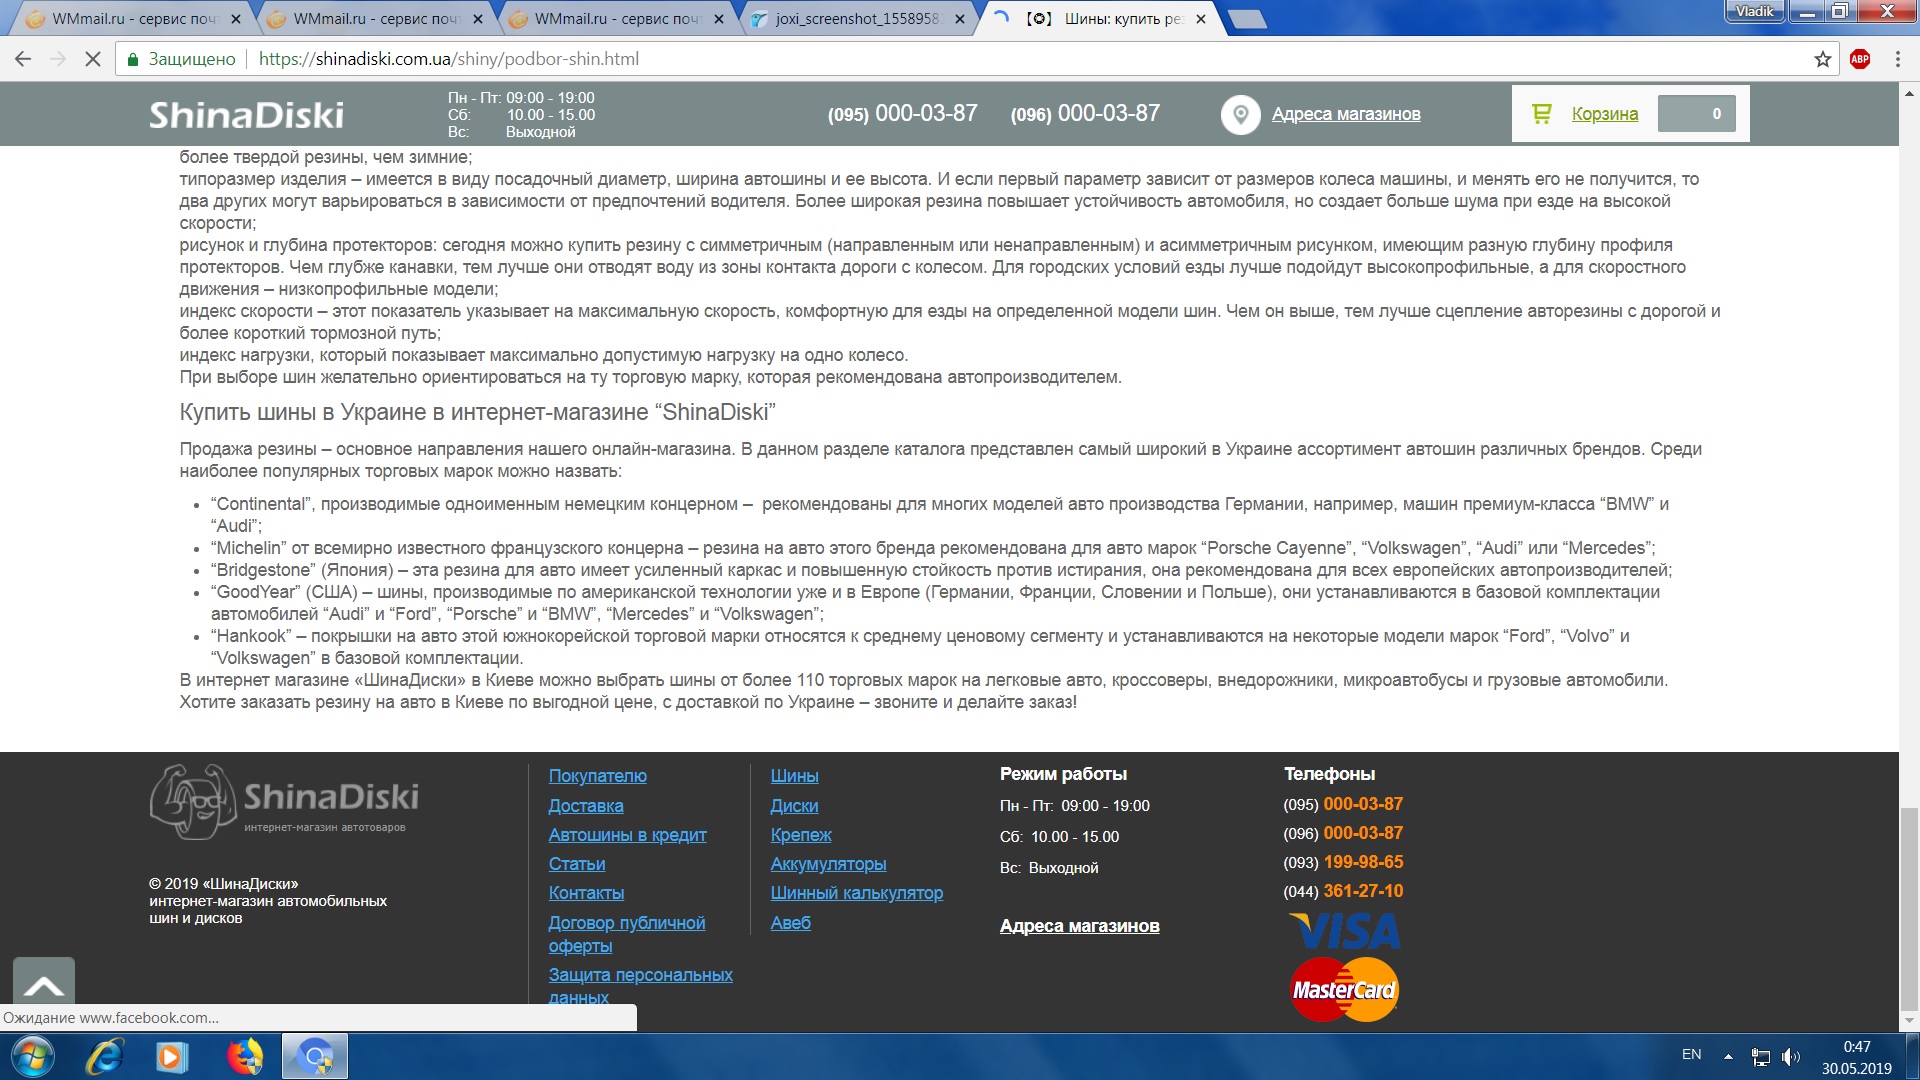 WMmail.ru - сервис почт
WMmail.ru - сервис почт
WMmail.ru - сервис почт
joxi_screenshot_15589583
Шины: купить рез
Vladik
Защищено
https://shinadiski.com.ua/shiny/podbor-shin.html
ABP
ShinaDiski
Пн - Пт: 09:00 - 19:00
Сб: 10.00 - 15.00
Вс: Выходной
(095) 000-03-87
(096) 000-03-87
Адреса магазинов
Корзина
0
более твердой резины, чем зимние;
типоразмер изделия – имеется в виду посадочный диаметр, ширина автошины и ее высота. И если первый параметр зависит от размеров колеса машины, и менять его не получится, то
два других могут варьироваться в зависимости от предпочтений водителя. Более широкая резина повышает устойчивость автомобиля, но создает больше шума при езде на высокой
скорости;
рисунок и глубина протекторов: сегодня можно купить резину с симметричным (направленным или ненаправленным) и асимметричным рисунком, имеющим разную глубину профиля
протекторов. Чем глубже канавки, тем лучше они отводят воду из зоны контакта дороги с колесом. Для городских условий езды лучше подойдут высокопрофильные, а для скоростного
движения – низкопрофильные модели;
индекс скорости – этот показатель указывает на максимальную скорость, комфортную для езды на определенной модели шин. Чем он выше, тем лучше сцепление авторезины с дорогой и
более короткий тормозной путь;
индекс нагрузки, который показывает максимально допустимую нагрузку на одно колесо.
При выборе шин желательно ориентироваться на ту торговую марку, которая рекомендована автопроизводителем.
Купить шины в Украине в интернет-магазине “ShinaDiski”
Продажа резины – основное направления нашего онлайн-магазина. В данном разделе каталога представлен самый широкий в Украине ассортимент автошин различных брендов. Среди
наиболее популярных торговых марок можно назвать:
• “Continental”, производимые одноименным немецким концерном – рекомендованы для многих моделей авто производства Германии, например, машин премиум-класса “BMW” и
“Audi”;
• “Michelin” от всемирно известного французского концерна – резина на авто этого бренда рекомендована для авто марок “Porsche Cayenne”, “Volkswagen”, “Audi” или “Mercedes”;
• “Bridgestone” (Япония) – эта резина для авто имеет усиленный каркас и повышенную стойкость против истирания, она рекомендована для всех европейских автопроизводителей;
• “GoodYear” (США) – шины, производимые по американской технологии уже и в Европе (Германии, Франции, Словении и Польше), они устанавливаются в базовой комплектации
автомобилей “Audi” и “Ford”, “Porsche” и “BMW”, “Mercedes” и “Volkswagen”;
• “Hankook” – покрышки на авто этой южнокорейской торговой марки относятся к среднему ценовому сегменту и устанавливаются на некоторые модели марок “Ford”, “Volvo” и
“Volkswagen” в базовой комплектации.
В интернет магазине «ШинаДиски» в Киеве можно выбрать шины от более 110 торговых марок на легковые авто, кроссоверы, внедорожники, микроавтобусы и грузовые автомобили.
Хотите заказать резину на авто в Киеве по выгодной цене, с доставкой по Украине – звоните и делайте заказ!
ShinaDiski
интернет-магазин автотоваров
© 2019 «ШинаДиски»
интернет-магазин автомобильных
шин и дисков
Покупателю
Доставка
Автошины в кредит
Статьи
Контакты
Договор публичной
оферты
Защита персональных
данных
Шины
Диски
Крепеж
Аккумуляторы
Шинный калькулятор
Авеб
Режим работы
Пн - Пт: 09:00 - 19:00
Сб: 10.00 - 15.00
Вс: Выходной
Адреса магазинов
Телефоны
(095) 000-03-87
(096) 000-03-87
(093) 199-98-65
(044) 361-27-10
VISA
MasterCard
Ожидание www.facebook.com...
EN
0:47
30.05.2019